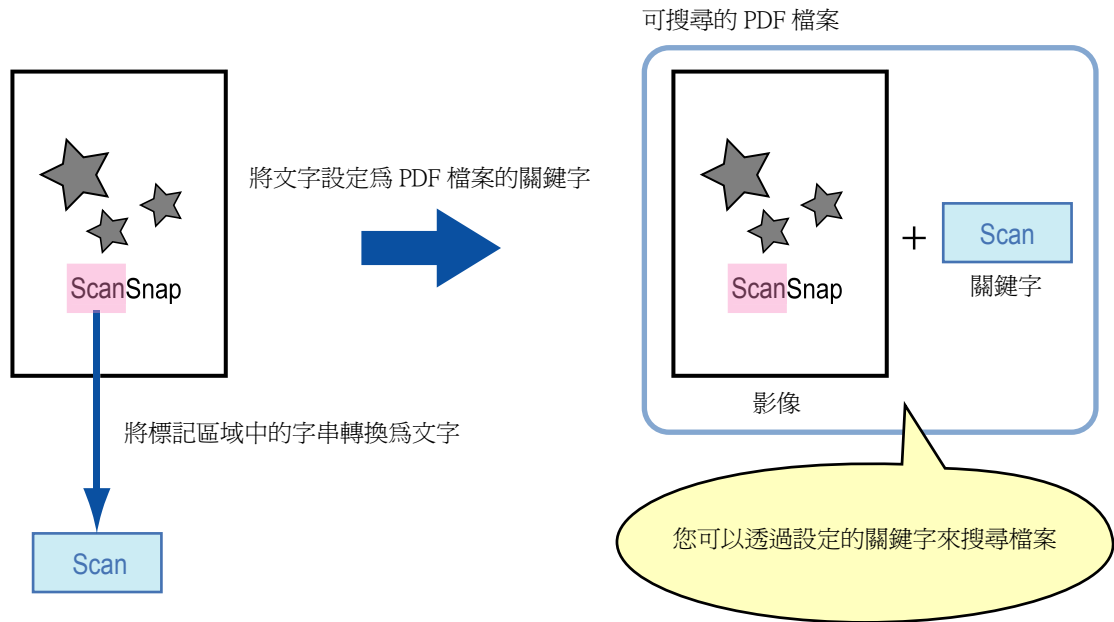 可搜尋的 PDF 檔案
將文字設定爲 PDF 檔案的關鍵字
ScanSnap
將標記區域中的字串轉換爲文字
Scan
ScanSnap
影像
+
Scan
關鍵字
您可以透過設定的關鍵字來搜尋檔案